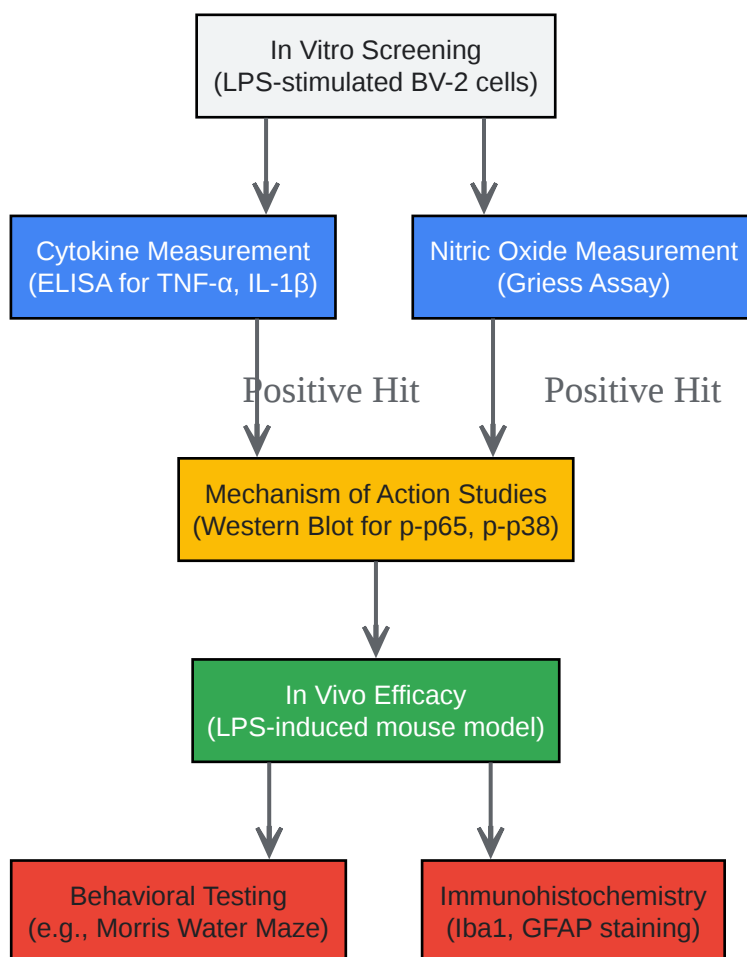 In Vitro Screening
(LPS-stimulated BV-2 cells)
Cytokine Measurement
(ELISA for TNF-α, IL-1β)
Nitric Oxide Measurement
(Griess Assay)
Positive Hit
Positive Hit
Mechanism of Action Studies
(Western Blot for p-p65, p-p38)
In Vivo Efficacy
(LPS-induced mouse model)
Behavioral Testing
(e.g., Morris Water Maze)
Immunohistochemistry
(Iba1, GFAP staining)